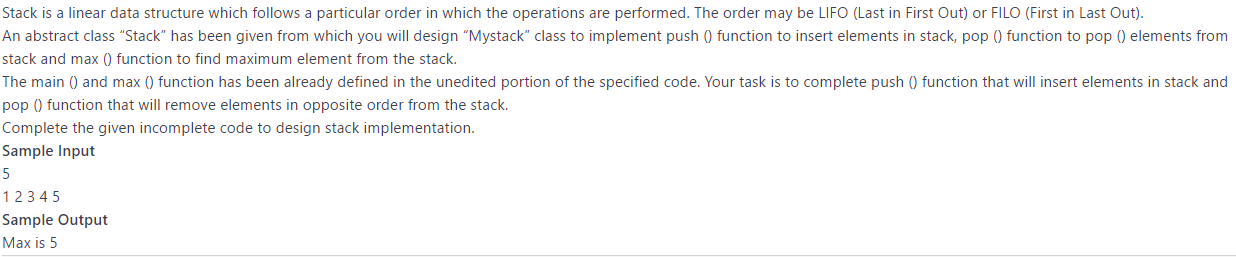 Stack is a linear data structure which follows a particular order in which the operations are performed. The order may be LIFO (Last in First Out) or FILO (First in Last Out).
An abstract class “Stack” has been given from which you will design “Mystack” class to implement push () function to insert elements in stack, pop () function to pop () elements from
stack and max () function to find maximum element from the stack.
The main () and max () function has been already defined in the unedited portion of the specified code. Your task is to complete push () function that will insert elements in stack and
pop () function that will remove elements in opposite order from the stack.
Complete the given incomplete code to design stack implementation.
Sample Input
5
1 2 3 4 5
Sample Output
Max is 5